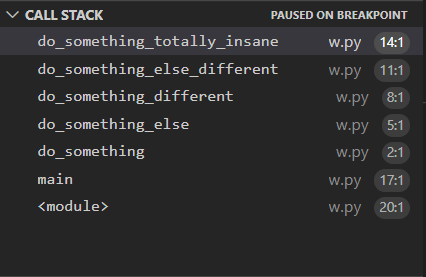 CALL STACK PAUSED ON BREAKPOINT
do_something_totally_insane w.py 14:1
do_something_else_different w.py 11:1
do_something_different w.py 8:1
do_something_else w.py 5:1
do_something w.py 2:1
main w.py 17:1
<module> w.py 20:1